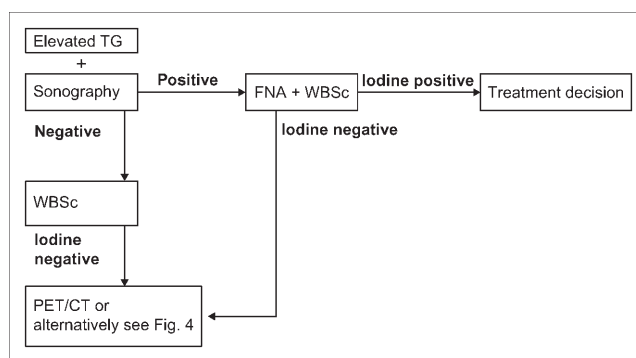 Elevated TG
+
Sonography
Positive
FNA + WBSc
Iodine positive
Treatment decision
Negative
Iodine negative
WBSc
Iodine
negative
PET/CT or
alternatively see Fig. 4